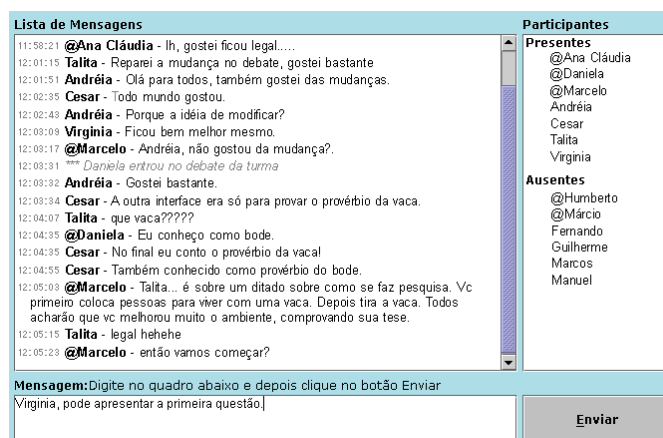 Lista de Mensagens
11:58:21 @Ana Cláudia - Ih, gostei ficou legal.....
12:01:15 Talita - Reparei a mudança no debate, gostei bastante
12:01:51 Andréia - Olá para todos, também gostei das mudanças.
12:02:35 Cesar - Todo mundo gostou.
12:02:43 Andréia - Porque a idéia de modificar?
12:03:09 Virginia - Ficou bem melhor mesmo.
12:03:17 @Marcelo - Andréia, não gostou da mudança?.
12:03:31 *** Daniela entrou no debate da turma
12:03:32 Andréia - Gostei bastante.
12:03:34 Cesar - A outra interface era só para provar o provérbio da vaca.
12:04:07 Talita - que vaca?????
12:04:35 @Daniela - Eu conheço como bode.
12:04:35 Cesar - No final eu conto o provérbio da vaca!
12:04:55 Cesar - Também conhecido como provérbio do bode.
12:05:03 @Marcelo - Talita... é sobre um ditado sobre como se faz pesquisa. Vc
primeiro coloca pessoas para viver com uma vaca. Depois tira a vaca. Todos
acharão que vc melhorou muito o ambiente, comprovando sua tese.
12:05:15 Talita - legal hehehe
12:05:23 @Marcelo - então vamos começar?
Participantes
Presentes
@Ana Cláudia
@Daniela
@Marcelo
Andréia
Cesar
Talita
Virginia
Ausentes
@Humberto
@Márcio
Fernando
Guilherme
Marcos
Manuel
Mensagem:Digite no quadro abaixo e depois clique no botão Enviar
Virginia, pode apresentar a primeira questão.
Enviar